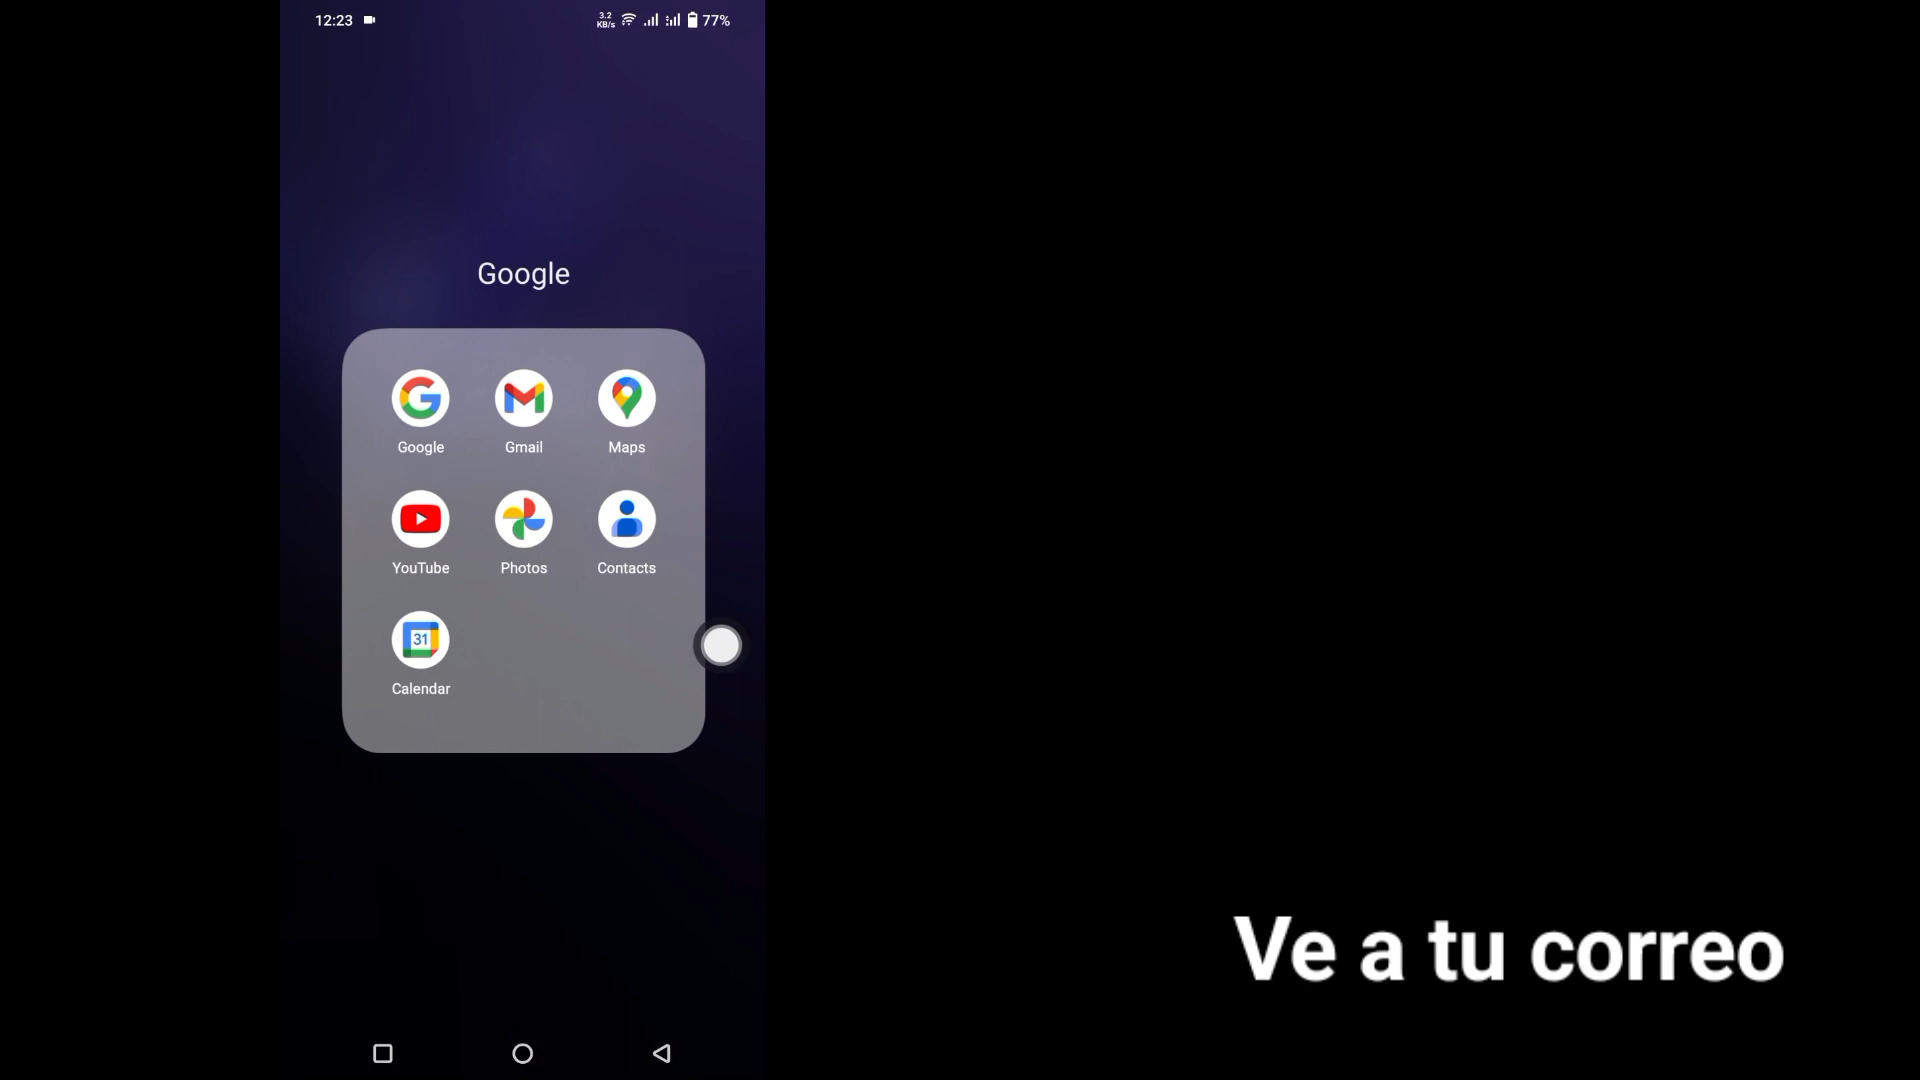 12:23
3.2
KB/s
77%
Google
Google
Gmail
Maps
YouTube
Photos
Contacts
31
Calendar
Ve a tu correo